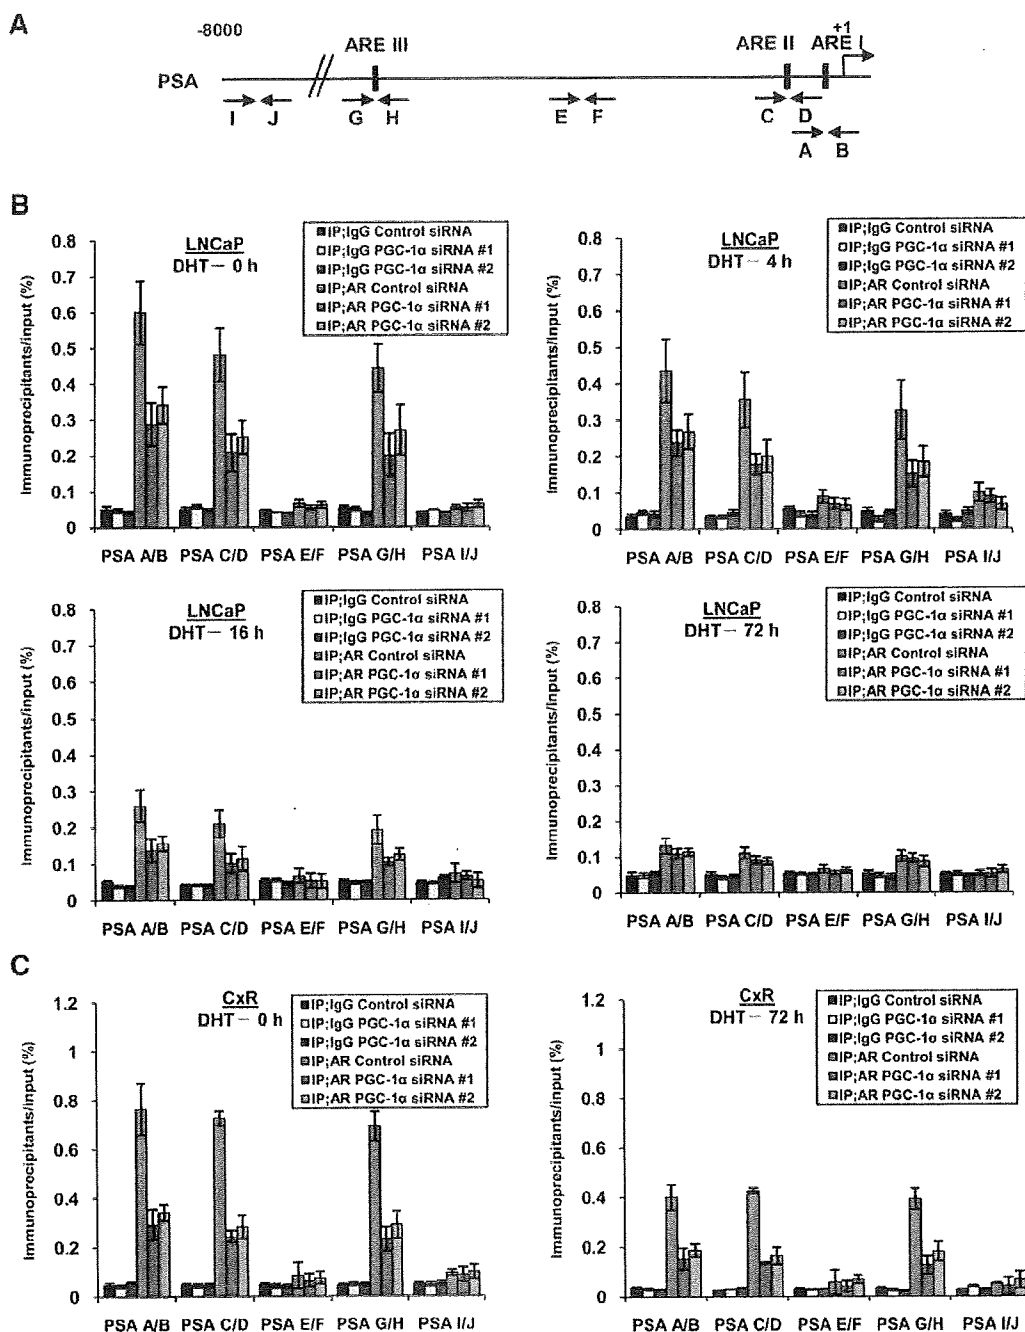 A
-8000
+1
ARE III
ARE II
ARE I
PSA
I J G H E F C D
A B
B
Immunoprecipitants/input (%)
0.8
0.7
0.6
0.5
0.4
0.3
0.2
0.1
0
LNCaP
DHT— 0 h
IP;IgG Control siRNA
IP;IgG PGC-1α siRNA #1
IP;IgG PGC-1α siRNA #2
IP;AR Control siRNA
IP;AR PGC-1α siRNA #1
IP;AR PGC-1α siRNA #2
PSA A/B PSA C/D PSA E/F PSA G/H PSA I/J
Immunoprecipitants/input (%)
0.8
0.7
0.6
0.5
0.4
0.3
0.2
0.1
0
LNCaP
DHT— 4 h
IP;IgG Control siRNA
IP;IgG PGC-1α siRNA #1
IP;IgG PGC-1α siRNA #2
IP;AR Control siRNA
IP;AR PGC-1α siRNA #1
IP;AR PGC-1α siRNA #2
PSA A/B PSA C/D PSA E/F PSA G/H PSA I/J
Immunoprecipitants/input (%)
0.8
0.7
0.6
0.5
0.4
0.3
0.2
0.1
0
LNCaP
DHT— 16 h
IP;IgG Control siRNA
IP;IgG PGC-1α siRNA #1
IP;IgG PGC-1α siRNA #2
IP;AR Control siRNA
IP;AR PGC-1α siRNA #1
IP;AR PGC-1α siRNA #2
PSA A/B PSA C/D PSA E/F PSA G/H PSA I/J
Immunoprecipitants/input (%)
0.8
0.7
0.6
0.5
0.4
0.3
0.2
0.1
0
LNCaP
DHT— 72 h
IP;IgG Control siRNA
IP;IgG PGC-1α siRNA #1
IP;IgG PGC-1α siRNA #2
IP;AR Control siRNA
IP;AR PGC-1α siRNA #1
IP;AR PGC-1α siRNA #2
PSA A/B PSA C/D PSA E/F PSA G/H PSA I/J
C
Immunoprecipitants/input (%)
1.2
1
0.8
0.6
0.4
0.2
0
CxR
DHT— 0 h
IP;IgG Control siRNA
IP;IgG PGC-1α siRNA #1
IP;IgG PGC-1α siRNA #2
IP;AR Control siRNA
IP;AR PGC-1α siRNA #1
IP;AR PGC-1α siRNA #2
PSA A/B PSA C/D PSA E/F PSA G/H PSA I/J
Immunoprecipitants/input (%)
1.2
1
0.8
0.6
0.4
0.2
0
CxR
DHT— 72 h
IP;IgG Control siRNA
IP;IgG PGC-1α siRNA #1
IP;IgG PGC-1α siRNA #2
IP;AR Control siRNA
IP;AR PGC-1α siRNA #1
IP;AR PGC-1α siRNA #2
PSA A/B PSA C/D PSA E/F PSA G/H PSA I/J